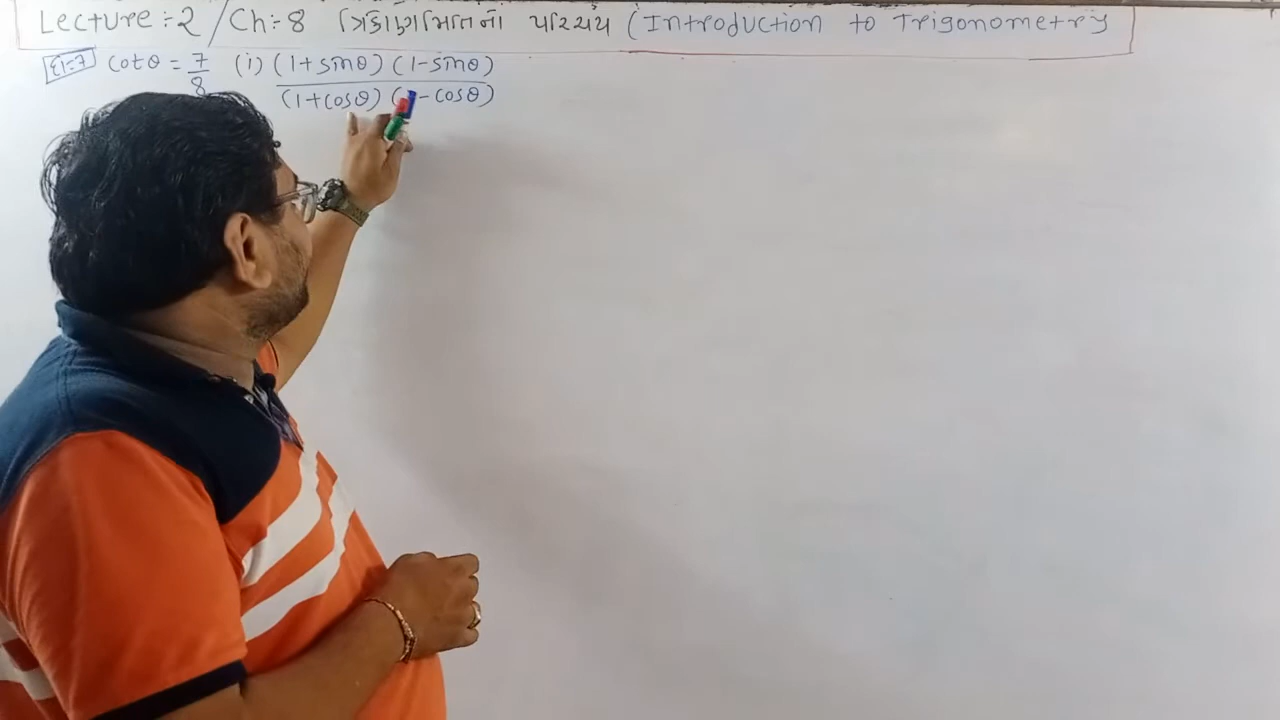 Lecture:-2 / Ch:-8 ત્રિકોણમિતિનો પરિચય (Introduction to Trigonometry
દા-7 cotθ = 7/8 (i) (1+sinθ) (1-sinθ) / (1+cosθ) (1-cosθ)